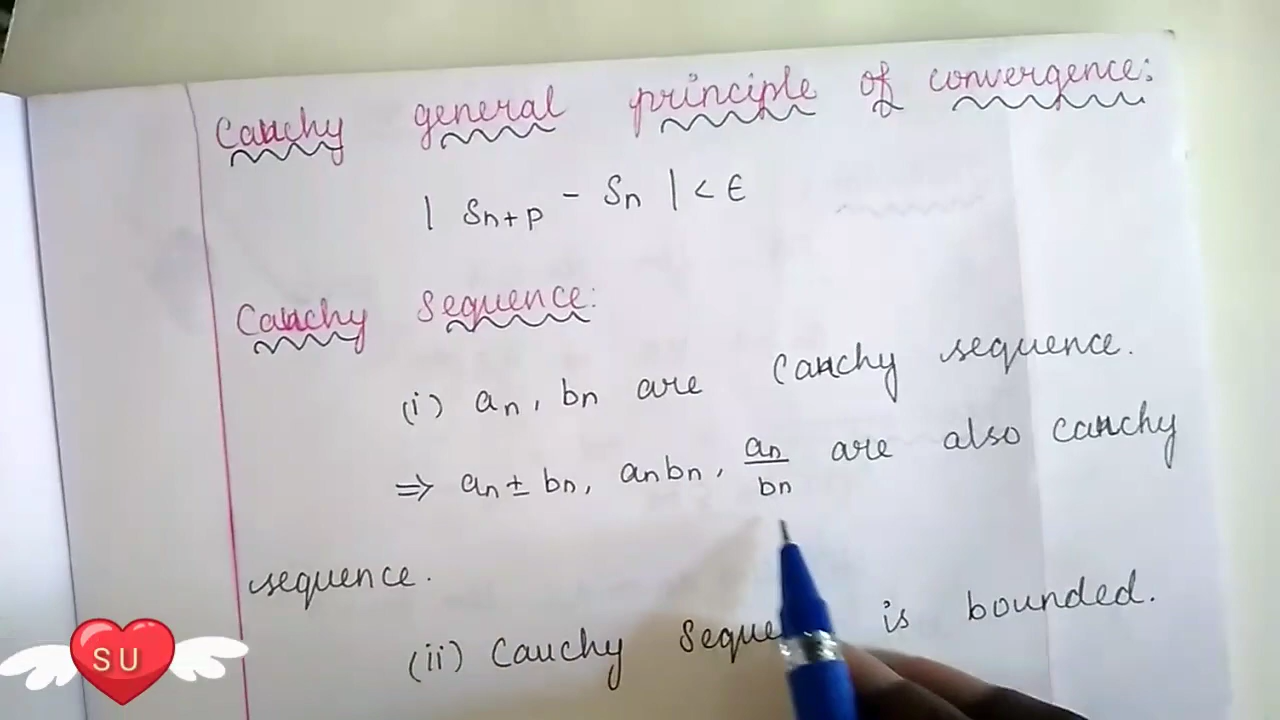 Cauchy general principle of convergence:
| Sn+p - Sn | < ε
Cauchy Sequence:
(i) an, bn are Cauchy sequence.
⇒ an ± bn, anbn, an/bn are also cauchy
sequence.
(ii) Cauchy Seque is bounded.
SU